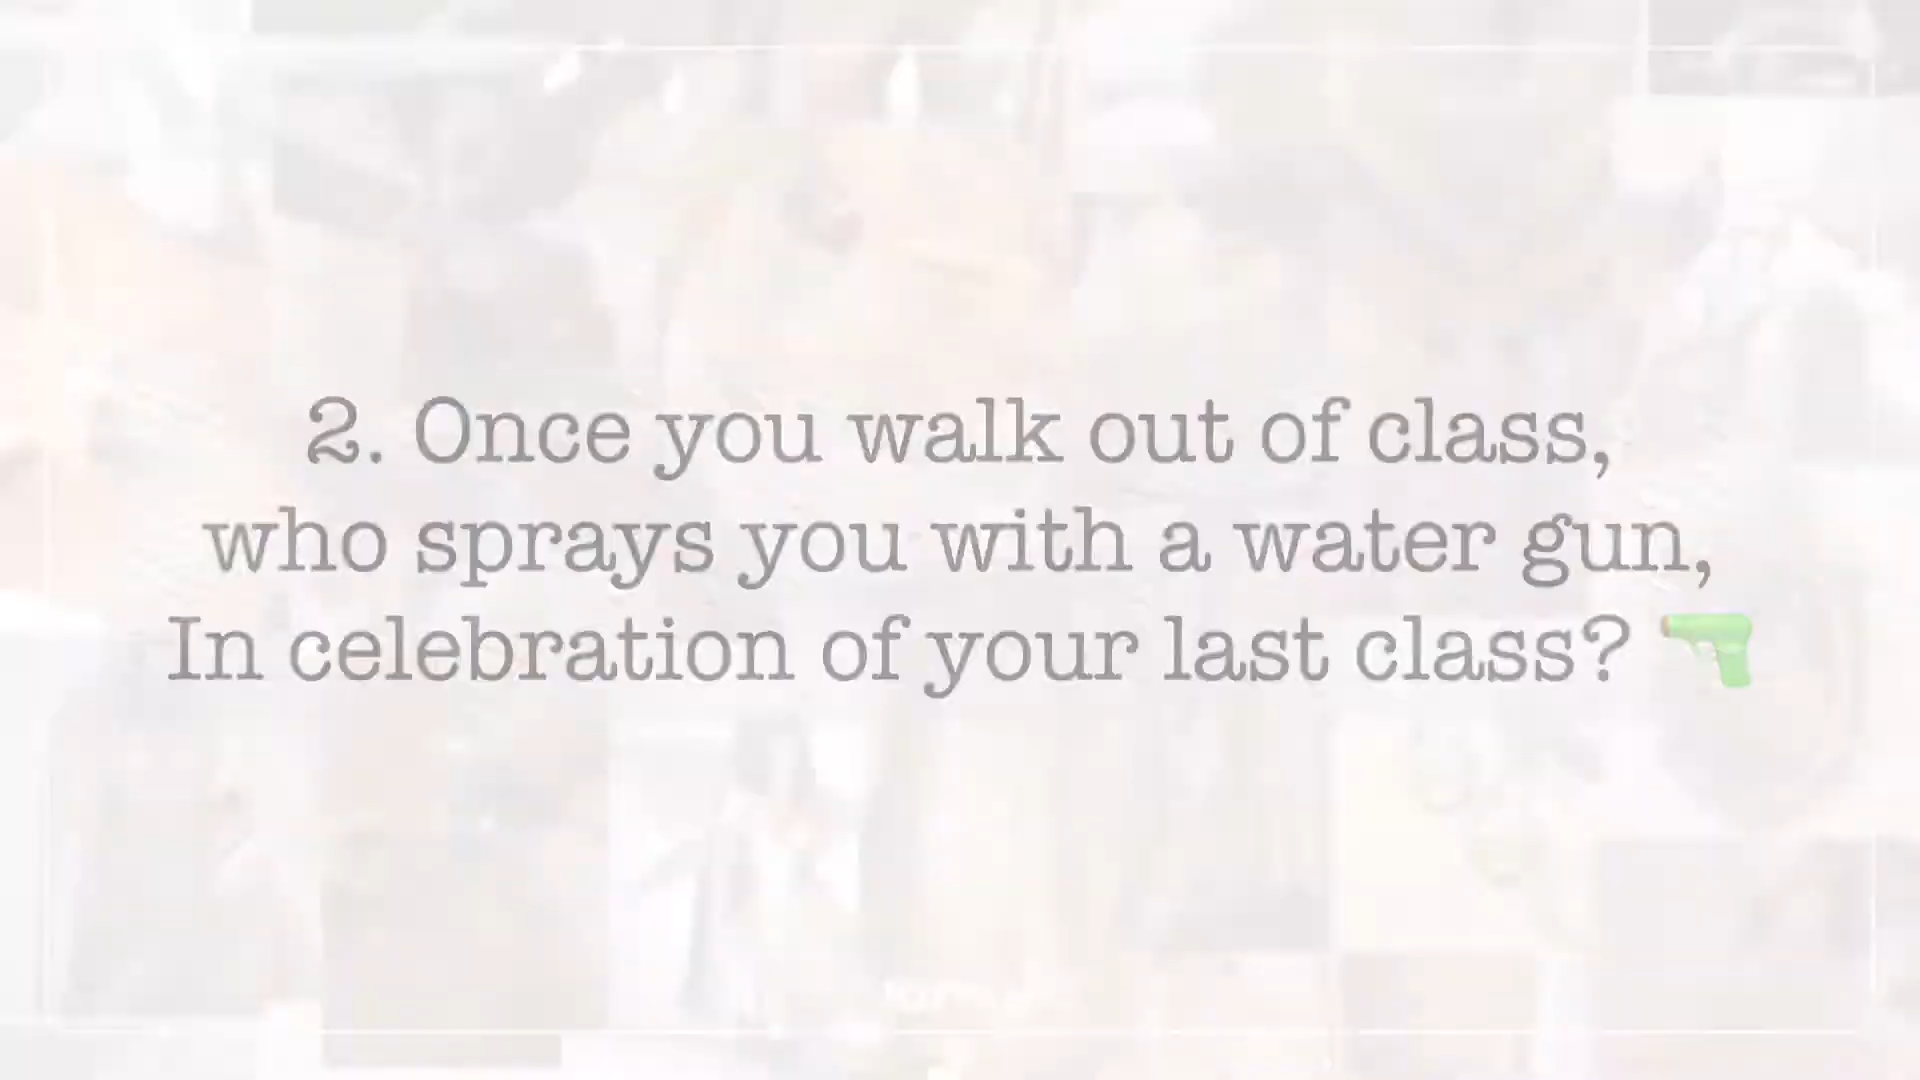 2. Once you walk out of class,
who sprays you with a water gun,
In celebration of your last class? 🔫